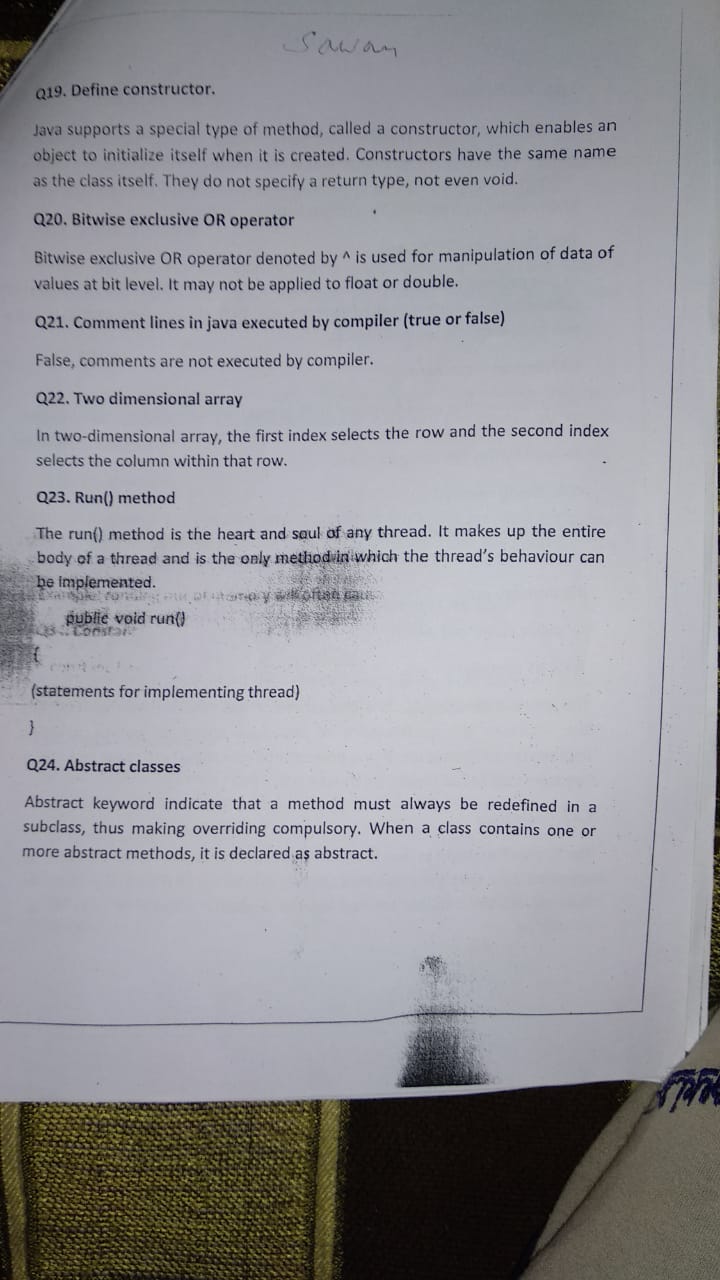 Sawan
Q19. Define constructor.
Java supports a special type of method, called a constructor, which enables an
object to initialize itself when it is created. Constructors have the same name
as the class itself. They do not specify a return type, not even void.
Q20. Bitwise exclusive OR operator
Bitwise exclusive OR operator denoted by ^ is used for manipulation of data of
values at bit level. It may not be applied to float or double.
Q21. Comment lines in java executed by compiler (true or false)
False, comments are not executed by compiler.
Q22. Two dimensional array
In two-dimensional array, the first index selects the row and the second index
selects the column within that row.
Q23. Run() method
The run() method is the heart and soul of any thread. It makes up the entire
body of a thread and is the only method in which the thread's behaviour can
be implemented.
public void run()
{
(statements for implementing thread)
}
Q24. Abstract classes
Abstract keyword indicate that a method must always be redefined in a
subclass, thus making overriding compulsory. When a class contains one or
more abstract methods, it is declared as abstract.